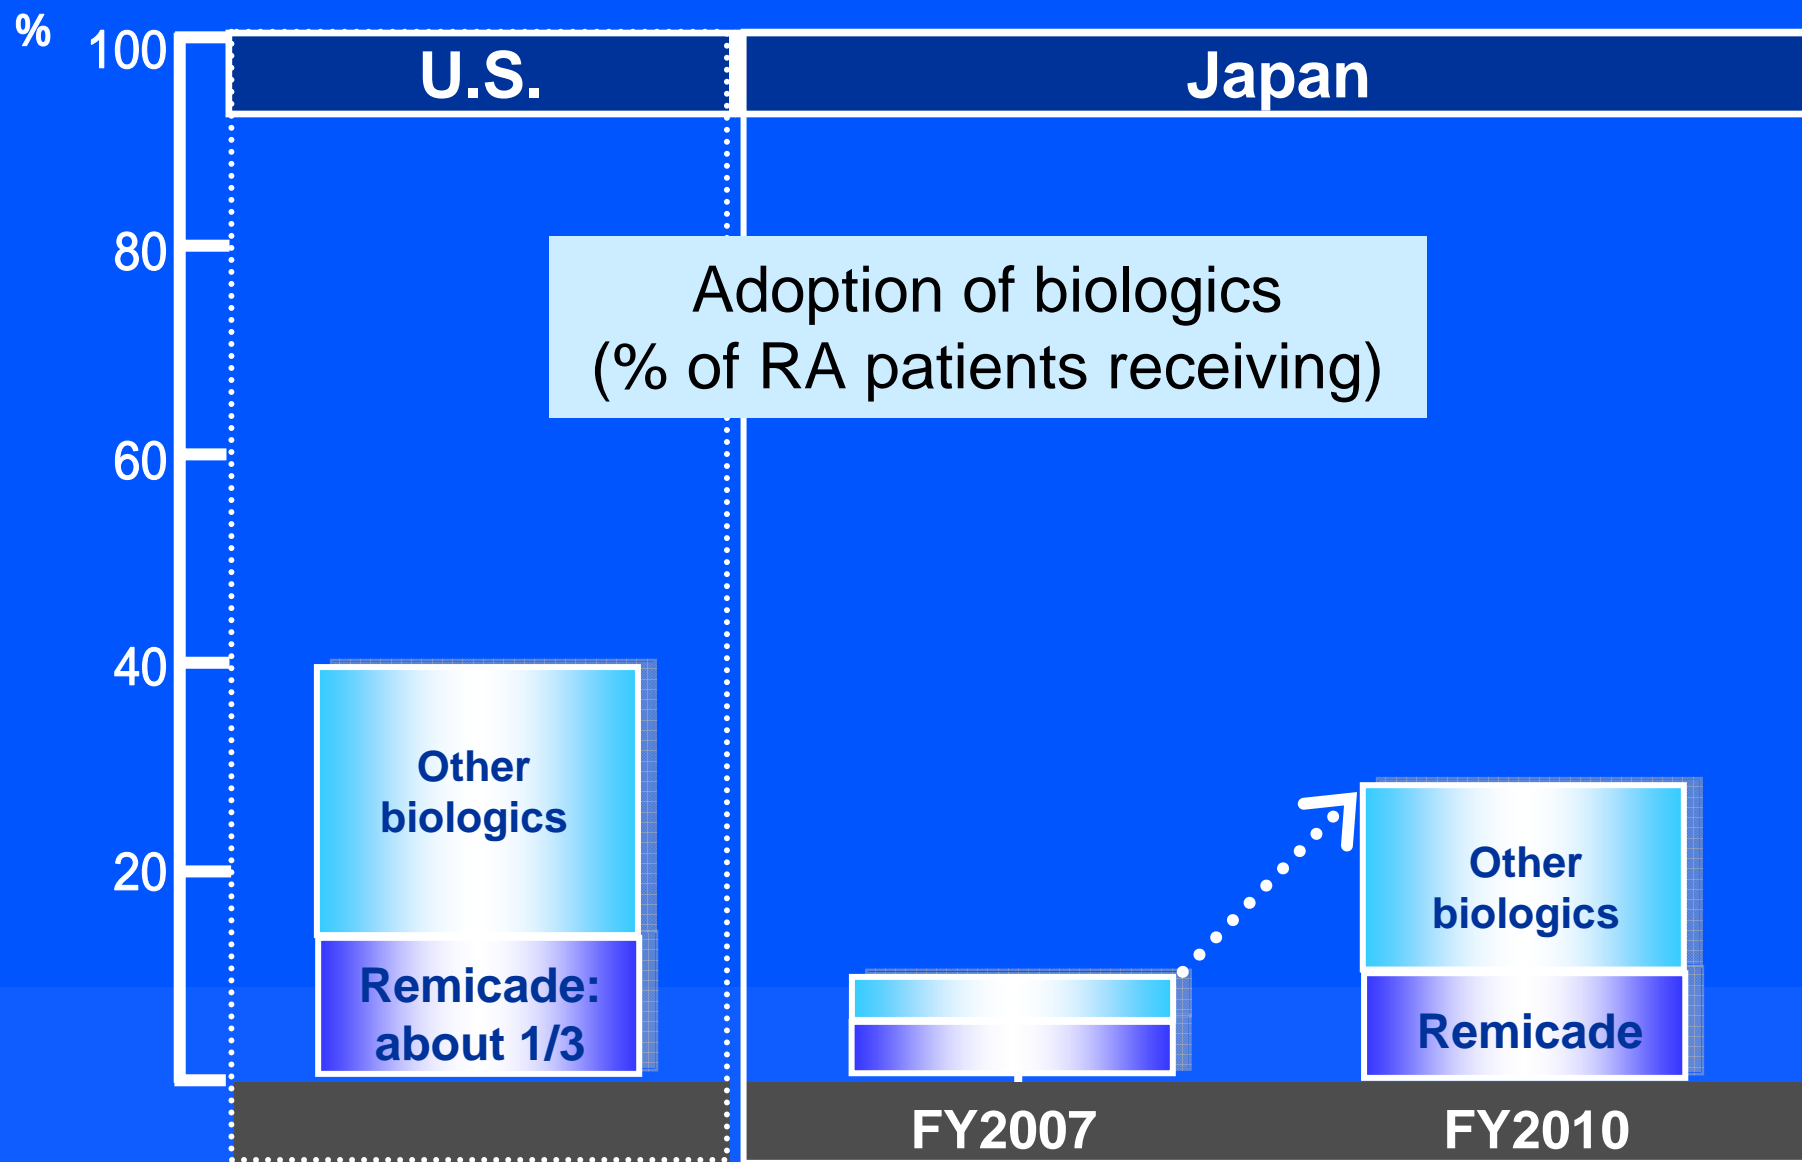 %
100
80
60
40
20
U.S.
Japan
Adoption of biologics
(% of RA patients receiving)
Other
biologics
Remicade:
about 1/3
Other
biologics
Remicade
FY2007
FY2010